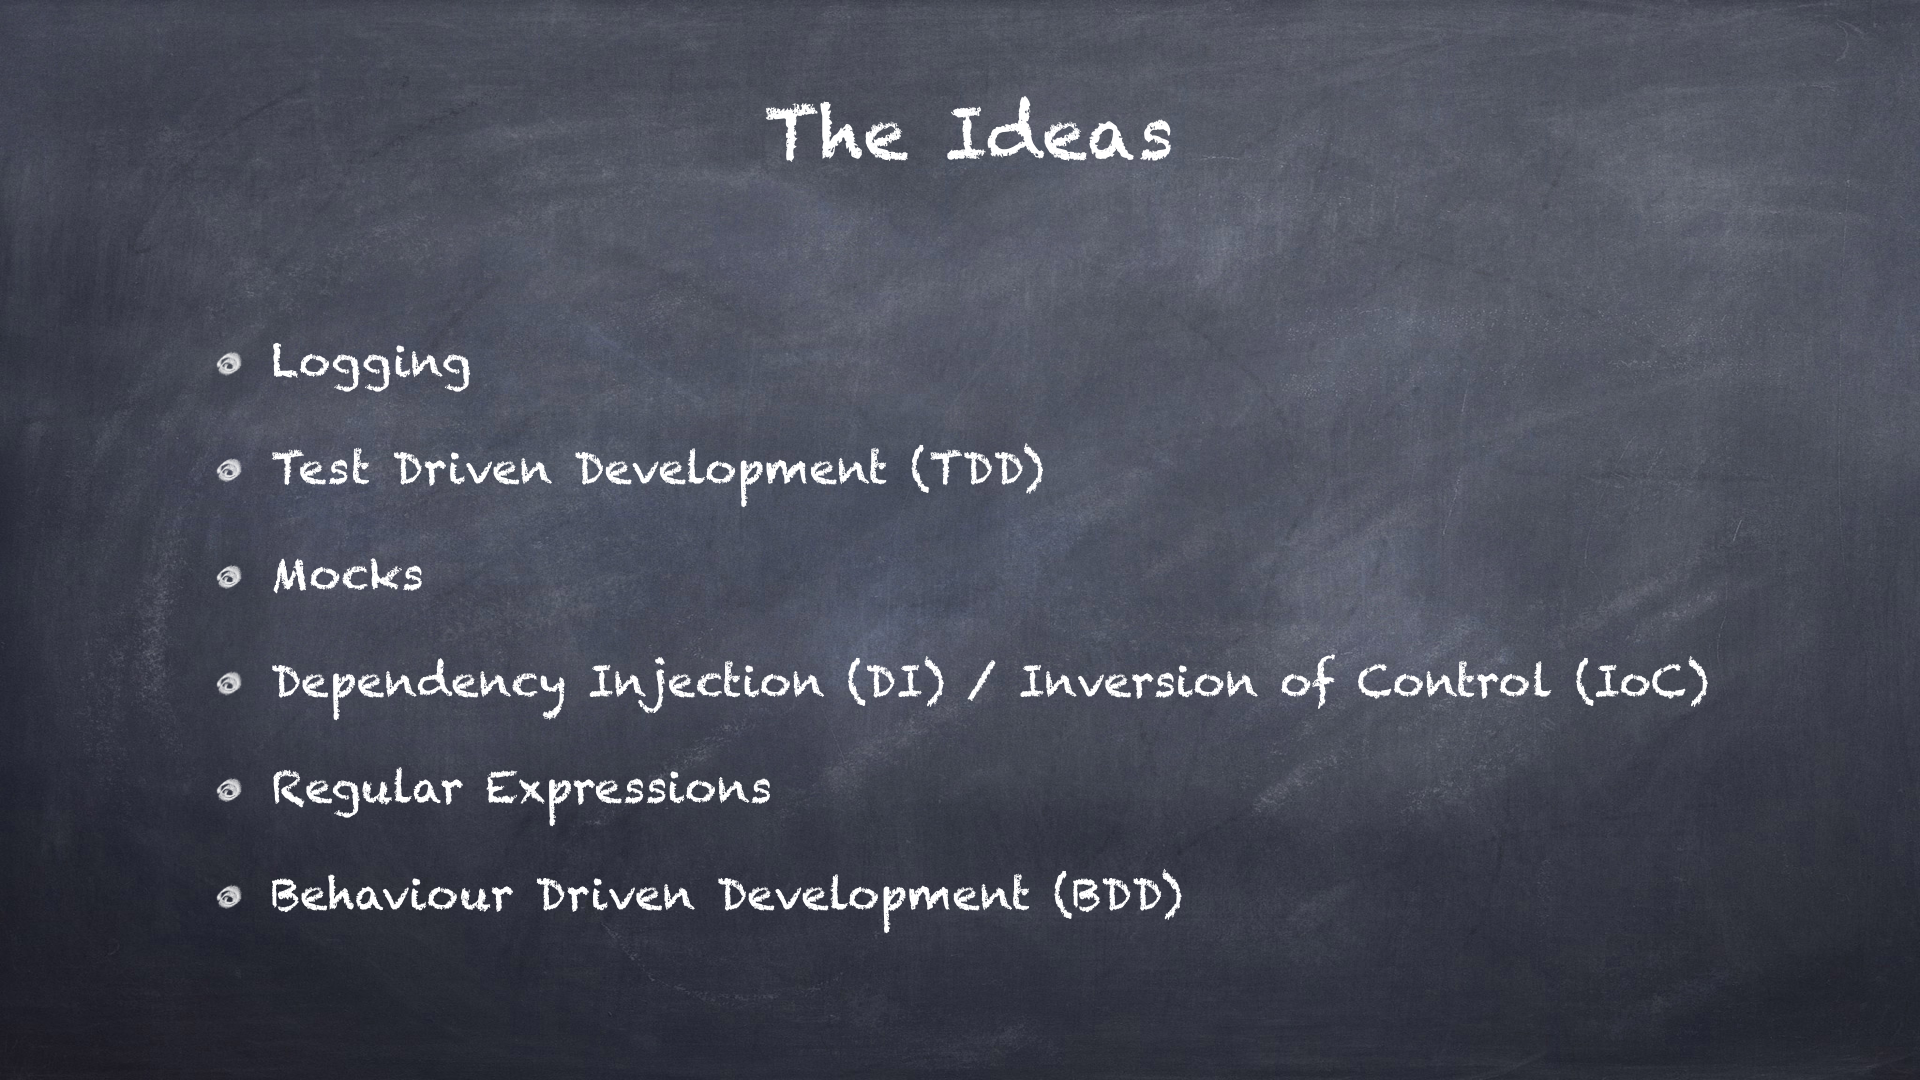 The Ideas
Logging
Test Driven Development (TDD)
Mocks
Dependency Injection (DI) / Inversion of Control (IoC)
Regular Expressions
Behaviour Driven Development (BDD)